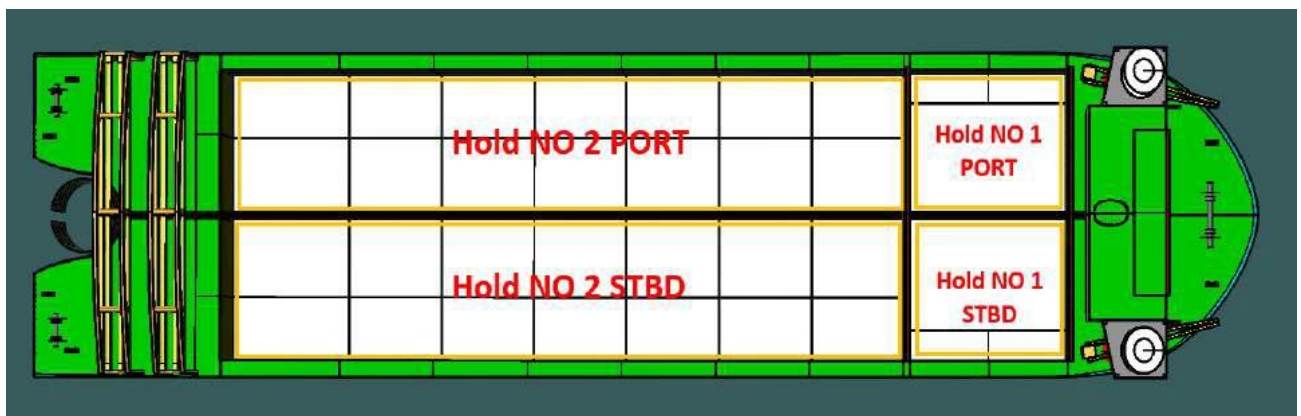 Hold NO 2 PORT
Hold NO 1
PORT
Hold NO 2 STBD
Hold NO 1
STBD